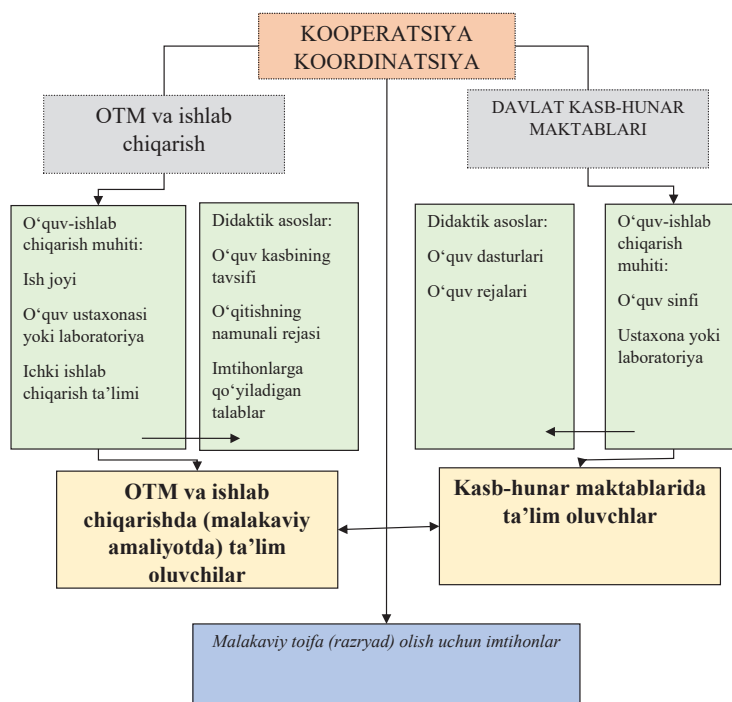 KOOPERATSIYA
KOORDINATSIYA
OTM va ishlab
chiqarish
DAVLAT KASB-HUNAR
MAKTABLARI
O‘quv-ishlab
chiqarish muhiti:
Ish joyi
O‘quv ustaxonasi
yoki laboratoriya
Ichki ishlab
chiqarish ta’limi
Didaktik asoslar:
O‘quv kasbining
tavsifi
O‘qitishning
namunali rejasi
Imtihonlarga
qo‘yiladigan
talablar
Didaktik asoslar:
O‘quv dasturlari
O‘quv rejalari
O‘quv-ishlab
chiqarish
muhiti:
O‘quv sinfi
Ustaxona yoki
laboratoriya
OTM va ishlab
chiqarishda (malakaviy
amaliyotda) ta’lim
oluvchilar
Kasb-hunar maktablarida
ta’lim oluvchlar
Malakaviy toifa (razryad) olish uchun imtihonlar